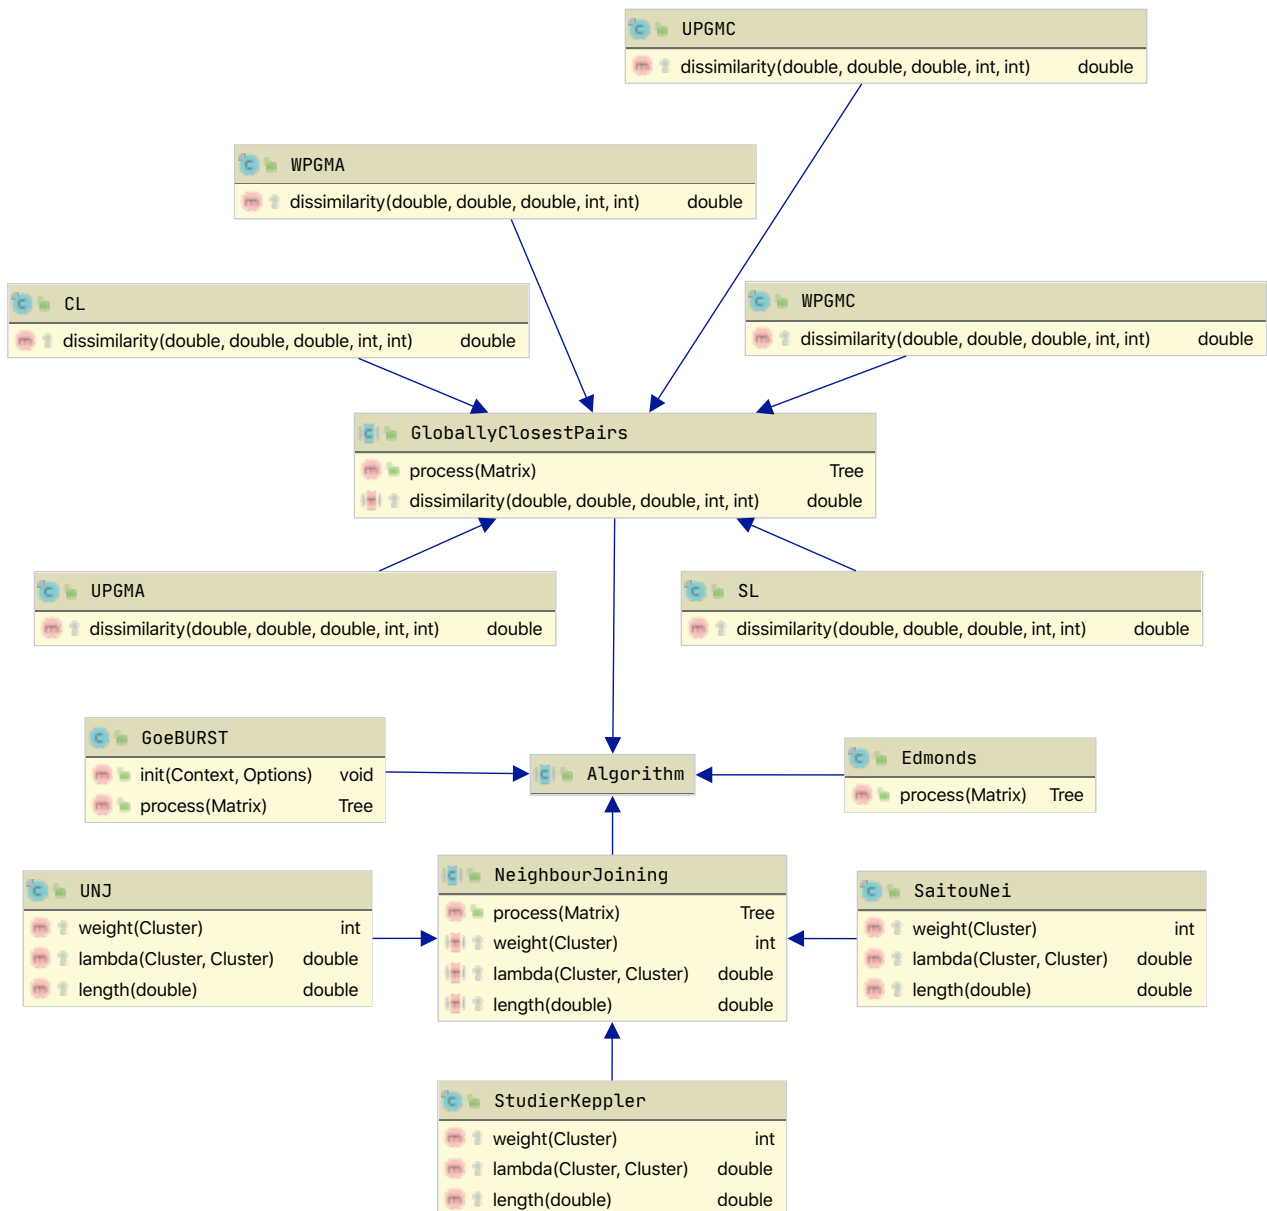 UPGMC
dissimilarity(double, double, double, int, int) double
WPGMA
dissimilarity(double, double, double, int, int) double
CL
dissimilarity(double, double, double, int, int) double
WPGMC
dissimilarity(double, double, double, int, int) double
GloballyClosestPairs
process(Matrix) Tree
dissimilarity(double, double, double, int, int) double
UPGMA
dissimilarity(double, double, double, int, int) double
SL
dissimilarity(double, double, double, int, int) double
GoeBURST
init(Context, Options) void
process(Matrix) Tree
Algorithm
Edmonds
process(Matrix) Tree
UNJ
weight(Cluster) int
lambda(Cluster, Cluster) double
length(double) double
NeighbourJoining
process(Matrix) Tree
weight(Cluster) int
lambda(Cluster, Cluster) double
length(double) double
SaitouNei
weight(Cluster) int
lambda(Cluster, Cluster) double
length(double) double
StudierKeppler
weight(Cluster) int
lambda(Cluster, Cluster) double
length(double) double